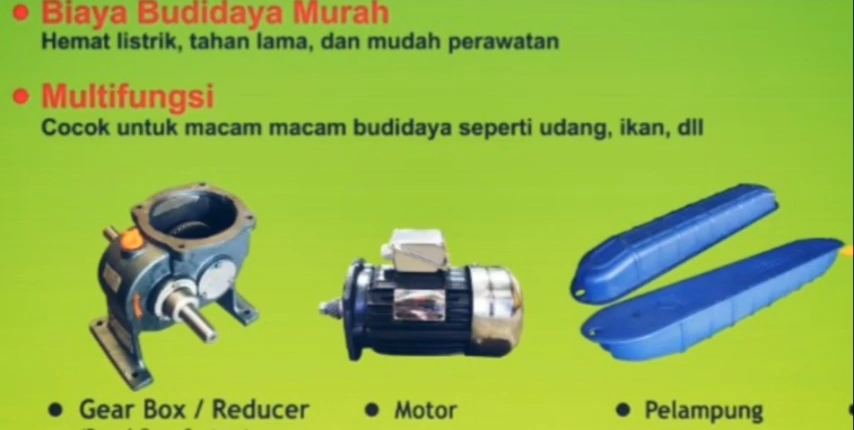 Biaya Budidaya Murah
Hemat listrik, tahan lama, dan mudah perawatan
Multifungsi
Cocok untuk macam macam budidaya seperti udang, ikan, dll
Gear Box / Reducer
Motor
Pelampung